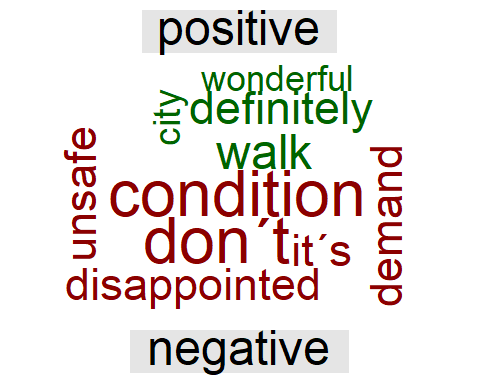 positive
wonderful
city
definitely
walk
unsafe
condition
demand
don´t
it´s
disappointed
negative